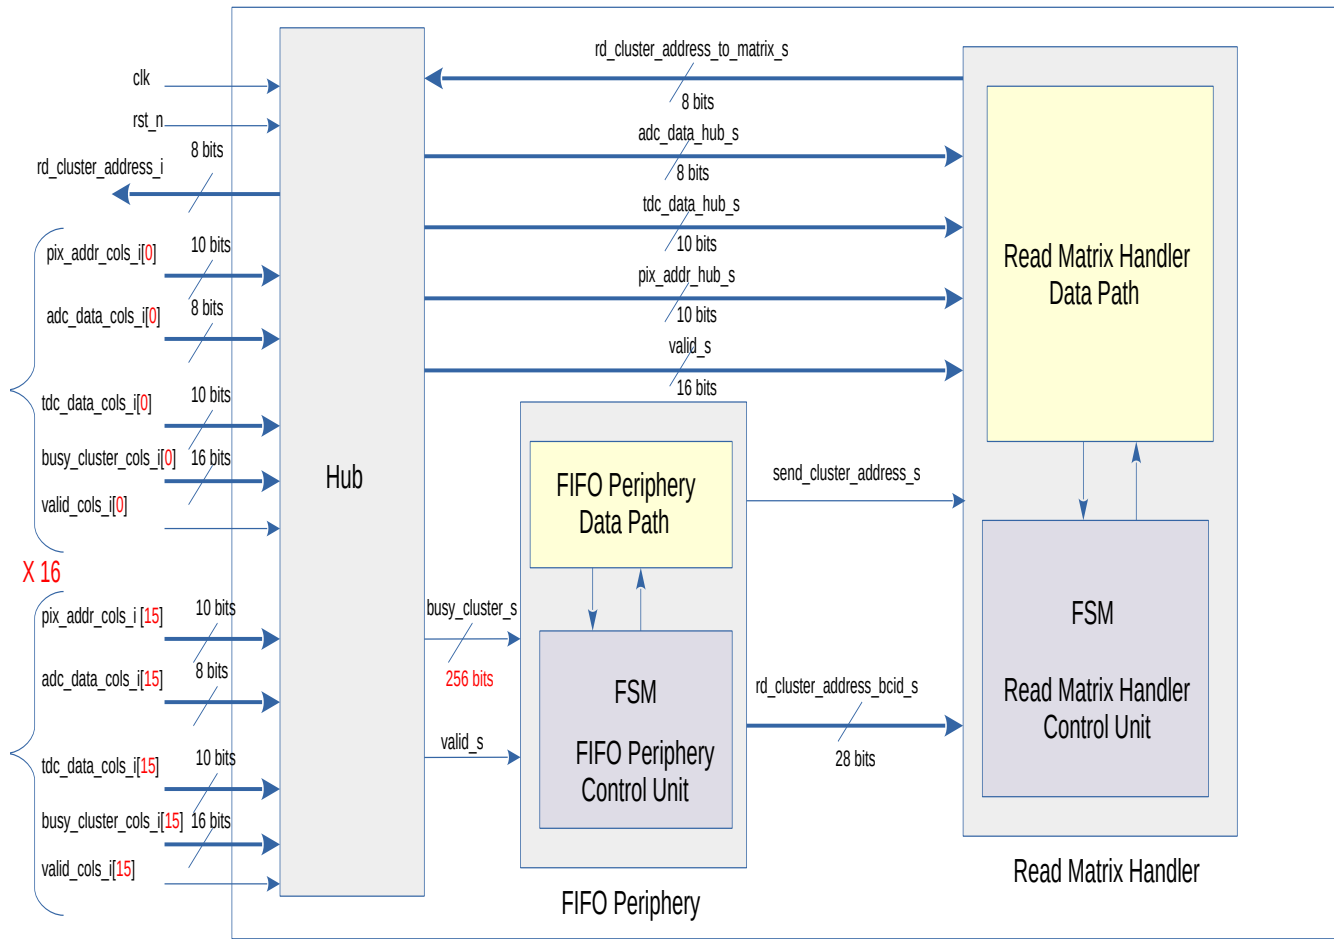 clk
rst_n
8 bits
rd_cluster_address_i
pix_addr_cols_i[0]
10 bits
adc_data_cols_i[0]
8 bits
tdc_data_cols_i[0]
10 bits
busy_cluster_cols_i[0]
16 bits
valid_cols_i[0]
X 16
pix_addr_cols_i [15]
10 bits
adc_data_cols_i[15]
8 bits
tdc_data_cols_i[15]
10 bits
busy_cluster_cols_i[15]
16 bits
valid_cols_i[15]
Hub
rd_cluster_address_to_matrix_s
8 bits
adc_data_hub_s
8 bits
tdc_data_hub_s
10 bits
pix_addr_hub_s
10 bits
valid_s
16 bits
busy_cluster_s
256 bits
valid_s
FIFO Periphery
Data Path
FSM
FIFO Periphery
Control Unit
FIFO Periphery
send_cluster_address_s
rd_cluster_address_bcid_s
28 bits
Read Matrix Handler
Data Path
FSM
Read Matrix Handler
Control Unit
Read Matrix Handler